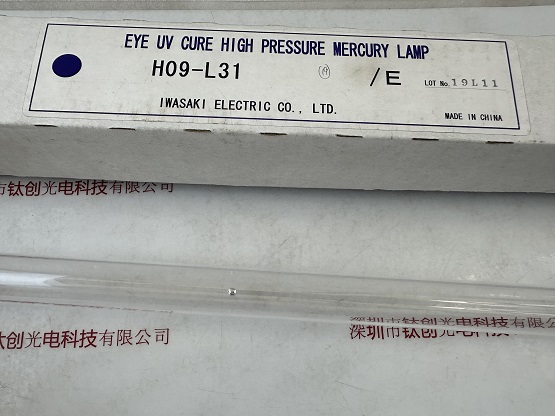 EYE UV CURE HIGH PRESSURE MERCURY LAMP
H09-L31 /E LOT No. 19L11
IWASAKI ELECTRIC CO., LTD.
MADE IN CHINA
市钛创光电科技有限公司
钛创光电科技有限公司
深圳市钛创光电科技有限公司
深圳市钛创光电科技